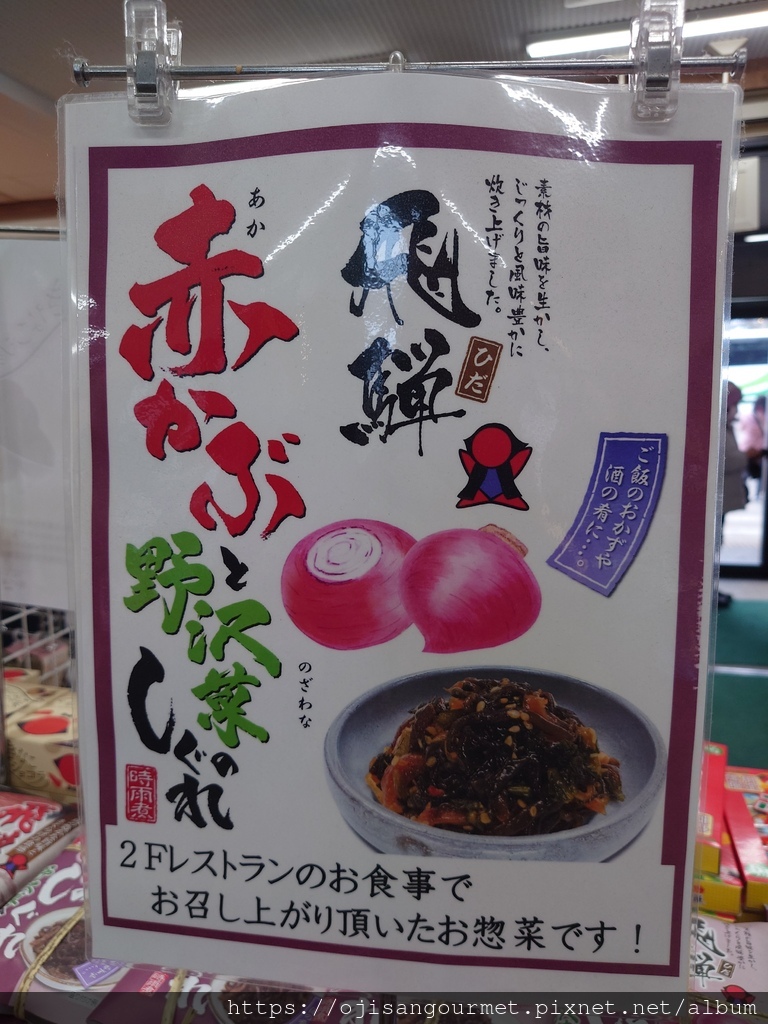 素材の旨味を生かし、
じっくりと風味豊かに
炊き上げました。
飛騨
ひだ
あか
赤かぶ
と
野沢菜
のざわな
の
しぐれ
時雨煮
ご飯のおかずや
酒の肴に…。
2Fレストランのお食事で
お召し上がり頂いたお惣菜です!
https://ojisangourmet.pixnet.net/album